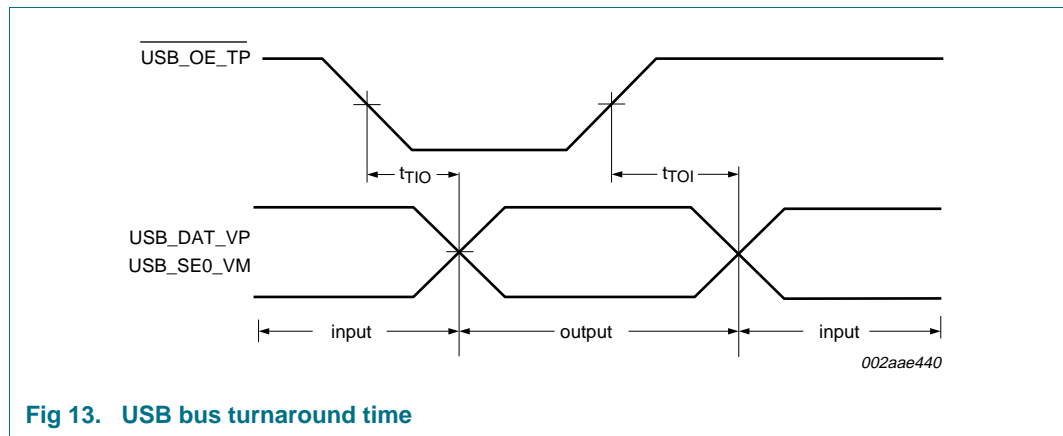 USB_OE_TP
tTIO
tTOI
USB_DAT_VP
USB_SE0_VM
input
output
input
002aae440
Fig 13. USB bus turnaround time